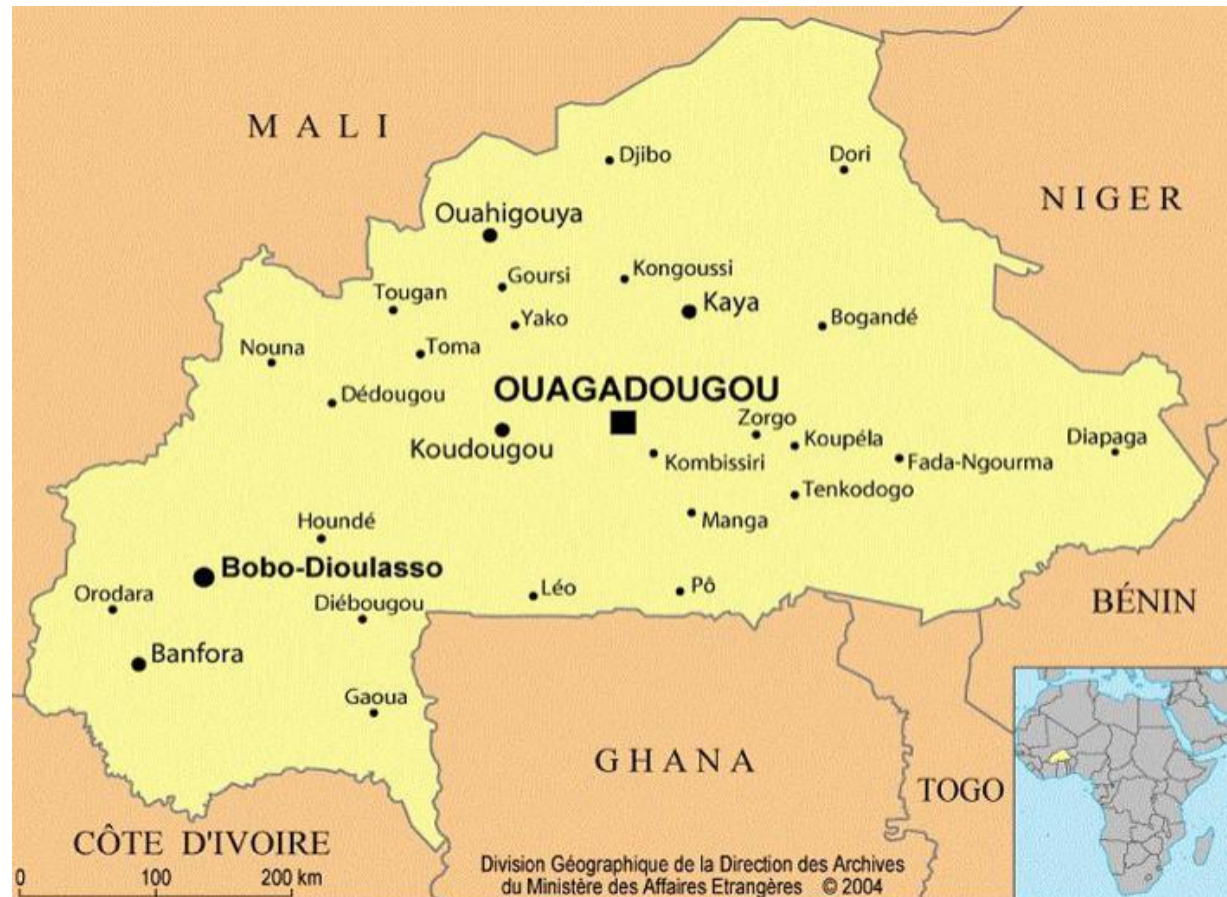 MALI
Djibo
Dori
NIGER
Ouahigouya
Goursi
Kongoussi
Tougan
Kaya
Yako
Bogandé
Nouna
Toma
Dédougou
OUAGADOUGOU
Zorgo
Koudougou
Koupéla
Diapaga
Kombissiri
Fada-Ngourma
Tenkodogo
Manga
Houndé
Bobo-Dioulasso
Orodara
Diébougou
Léo
Pô
BÉNIN
Banfora
Gaoua
GHANA
TOGO
CÔTE D'IVOIRE
Division Géographique de la Direction des Archives
du Ministère des Affaires Etrangères © 2004
0 100 200 km